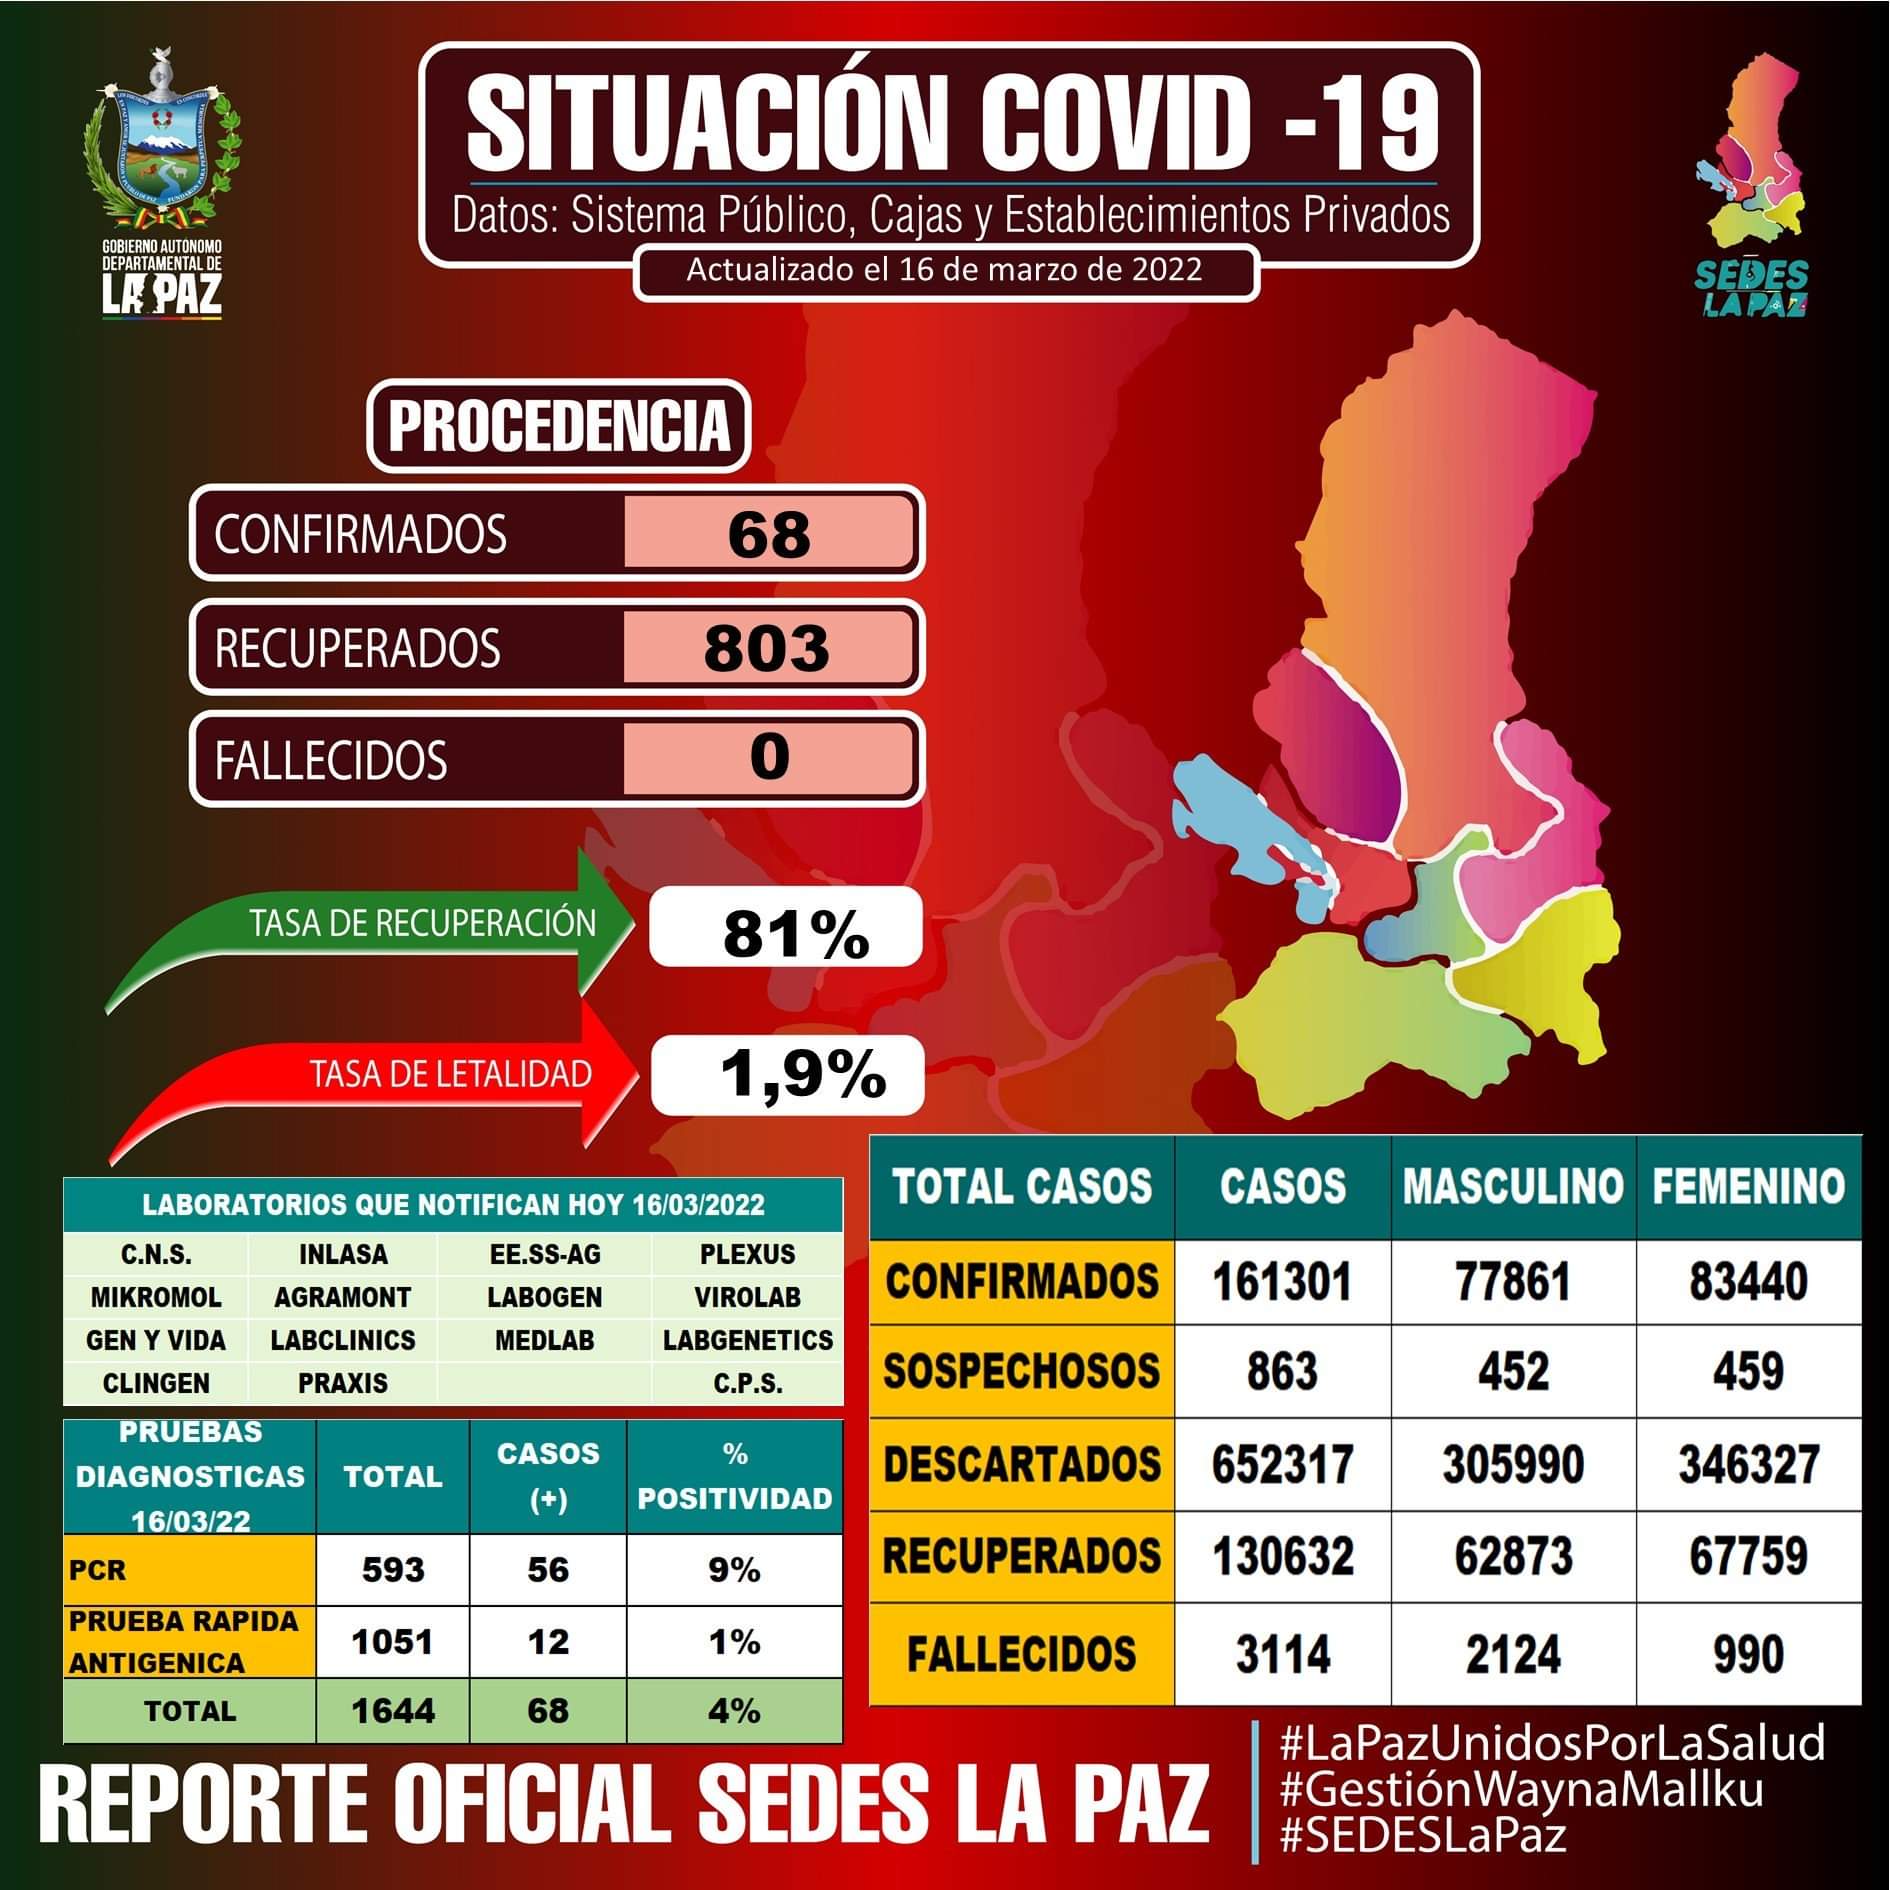 SITUACIÓN COVID -19
Datos: Sistema Público, Cajas y Establecimientos Privados
Actualizado el 16 de marzo de 2022
GOBIERNO AUTÓNOMO
DEPARTAMENTAL DE
LA PAZ
SEDES
LA PAZ
PROCEDENCIA
CONFIRMADOS 68
RECUPERADOS 803
FALLECIDOS 0
TASA DE RECUPERACIÓN 81%
TASA DE LETALIDAD 1,9%
LABORATORIOS QUE NOTIFICAN HOY 16/03/2022
C.N.S. INLASA EE.SS-AG PLEXUS
MIKROMOL AGRAMONT LABOGEN VIROLAB
GEN Y VIDA LABCLINICS MEDLAB LABGENETICS
CLINGEN PRAXIS C.P.S.
PRUEBAS
DIAGNOSTICAS
16/03/22
TOTAL
CASOS
(+)
%
POSITIVIDAD
PCR 593 56 9%
PRUEBA RAPIDA
ANTIGENICA
1051 12 1%
TOTAL 1644 68 4%
TOTAL CASOS CASOS MASCULINO FEMENINO
CONFIRMADOS 161301 77861 83440
SOSPECHOSOS 863 452 459
DESCARTADOS 652317 305990 346327
RECUPERADOS 130632 62873 67759
FALLECIDOS 3114 2124 990
REPORTE OFICIAL SEDES LA PAZ
#LaPazUnidosPorLaSalud
#GestiónWaynaMallku
#SEDESLaPaz